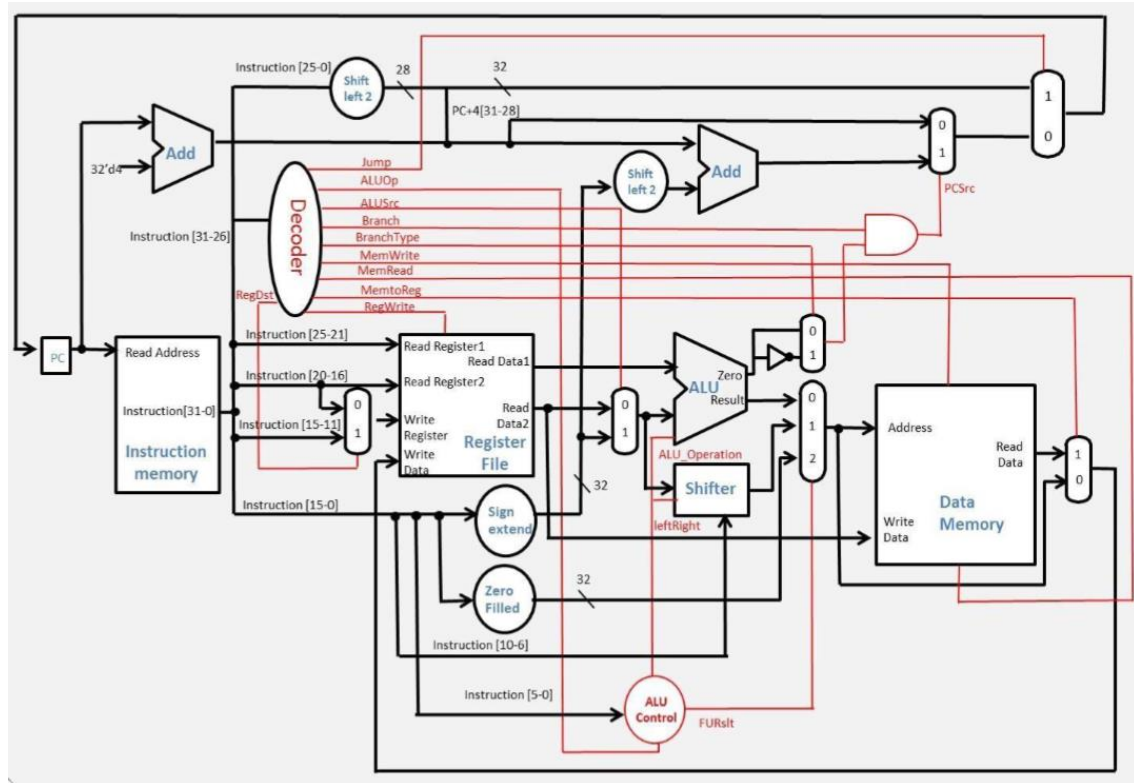 Instruction [25-0]
Shift
left 2
28
32
PC+4[31-28]
1
0
Add
32'd4
0
1
Add
Shift
left 2
PCSrc
Jump
ALUOp
ALUSrc
Branch
BranchType
MemWrite
MemRead
MemtoReg
RegWrite
Decoder
Instruction [31-26]
RegDst
PC
Read Address
Instruction[31-0]
Instruction
memory
Instruction [25-21]
Instruction [20-16]
Instruction [15-11]
0
1
Read Register1
Read Data1
Read Register2
Read
Data2
Write
Register
Register
File
Write
Data
0
1
ALU
Zero
Result
0
1
0
1
2
ALU_Operation
Shifter
leftRight
Address
Read
Data
Data
Memory
Write
Data
1
0
Instruction [15-0]
Sign
extend
32
Zero
Filled
32
Instruction [10-6]
Instruction [5-0]
ALU
Control
FURslt